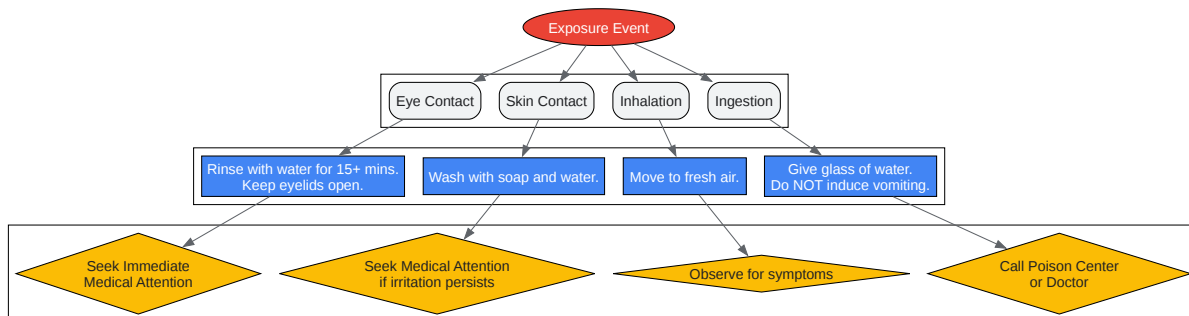 Exposure Event
Eye Contact
Skin Contact
Inhalation
Ingestion
Rinse with water for 15+ mins.
Keep eyelids open.
Wash with soap and water.
Move to fresh air.
Give glass of water.
Do NOT induce vomiting.
Seek Immediate
Medical Attention
Seek Medical Attention
if irritation persists
Observe for symptoms
Call Poison Center
or Doctor